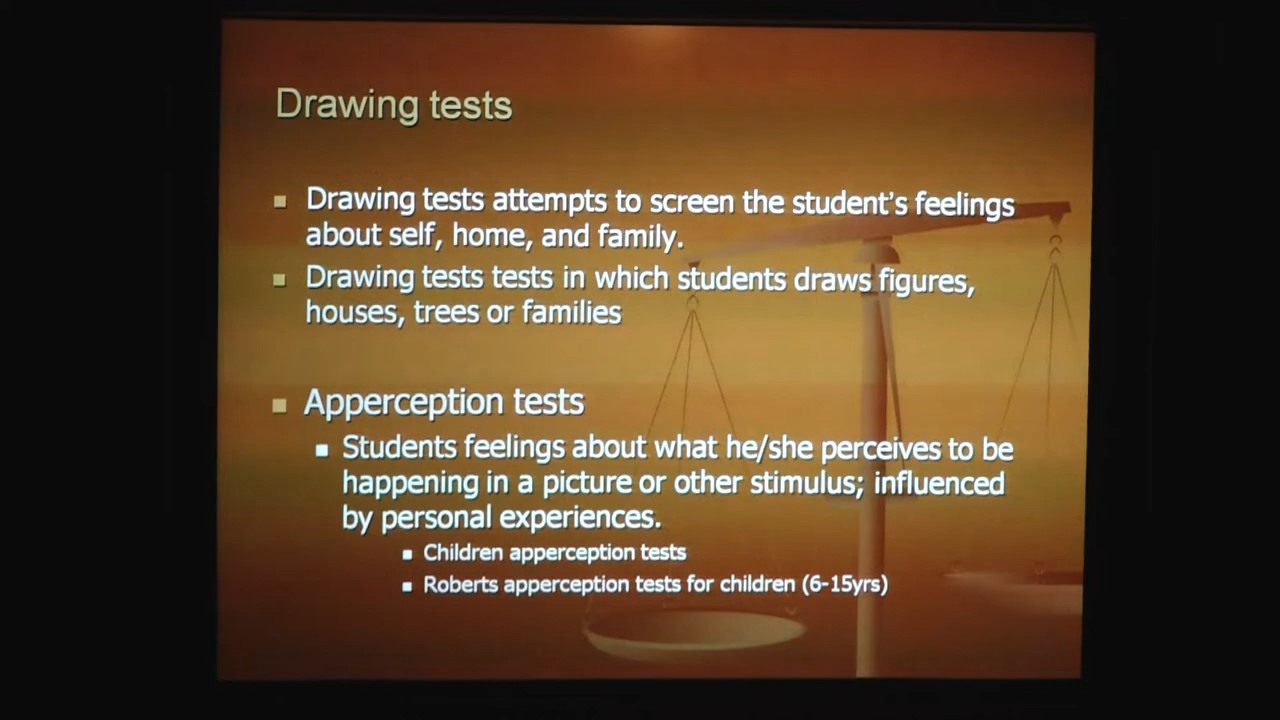 Drawing tests
Drawing tests attempts to screen the student's feelings
about self, home, and family.
Drawing tests tests in which students draws figures,
houses, trees or families
Apperception tests
Students feelings about what he/she perceives to be
happening in a picture or other stimulus; influenced
by personal experiences.
Children apperception tests
Roberts apperception tests for children (6-15yrs)